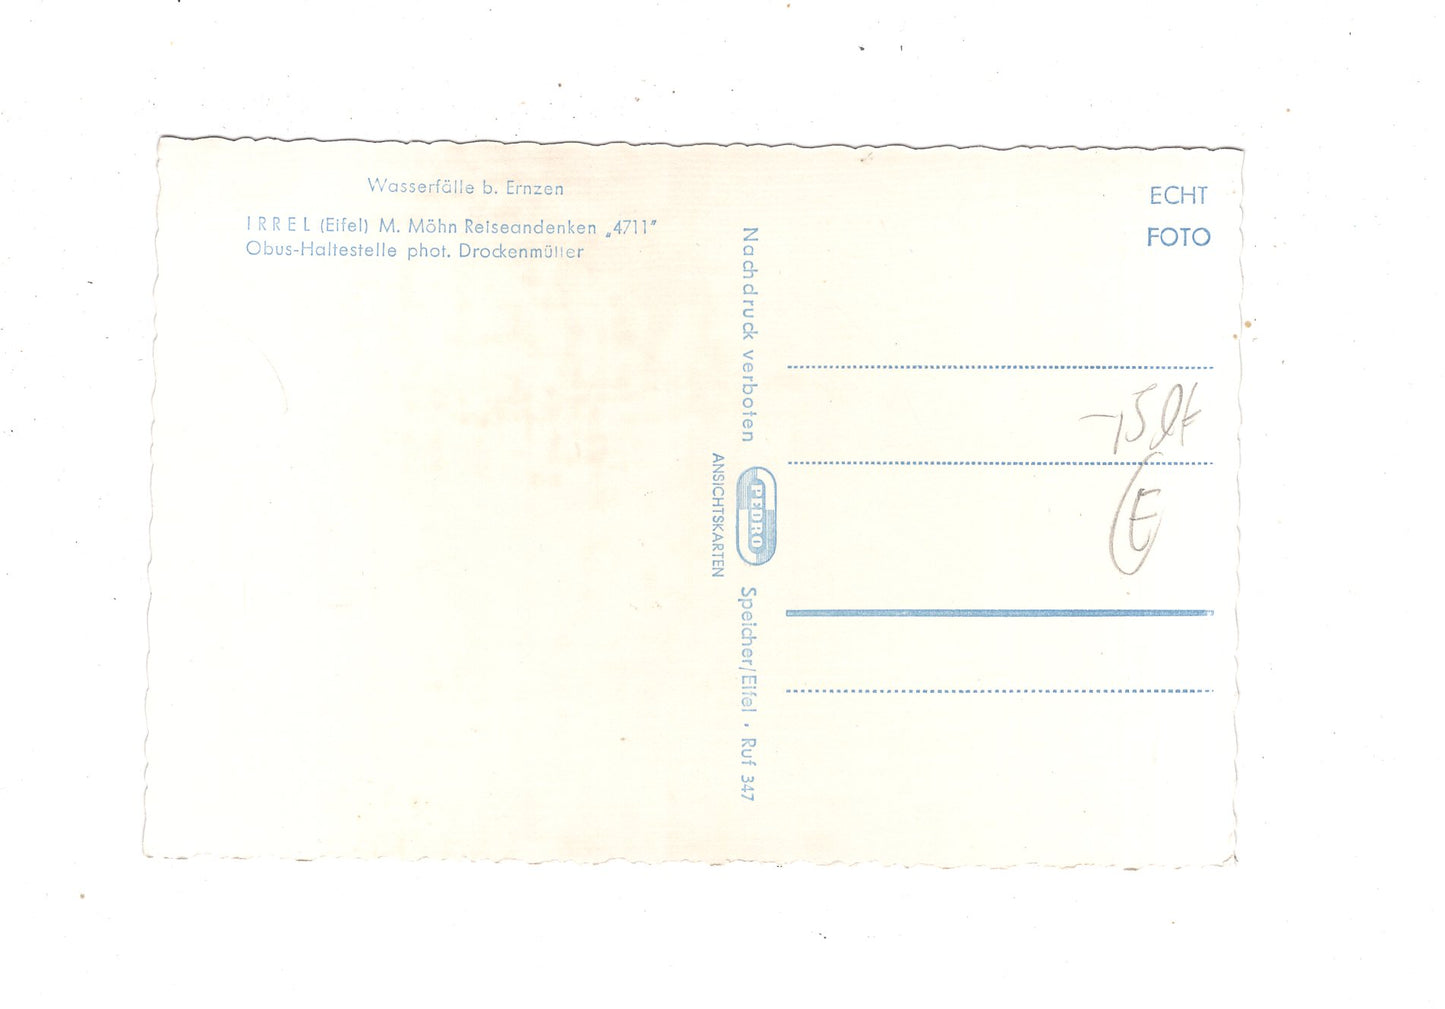 Wasserfälle b. Ernzen
IRREL (Eifel) M. Möhn Reiseandenken „4711"
Obus-Haltestelle phot. Drockenmüller
Nachdruck verboten
PEDRO
ANSICHTSKARTEN
Speicher/Eifel · Ruf 347
ECHT
FOTO
E